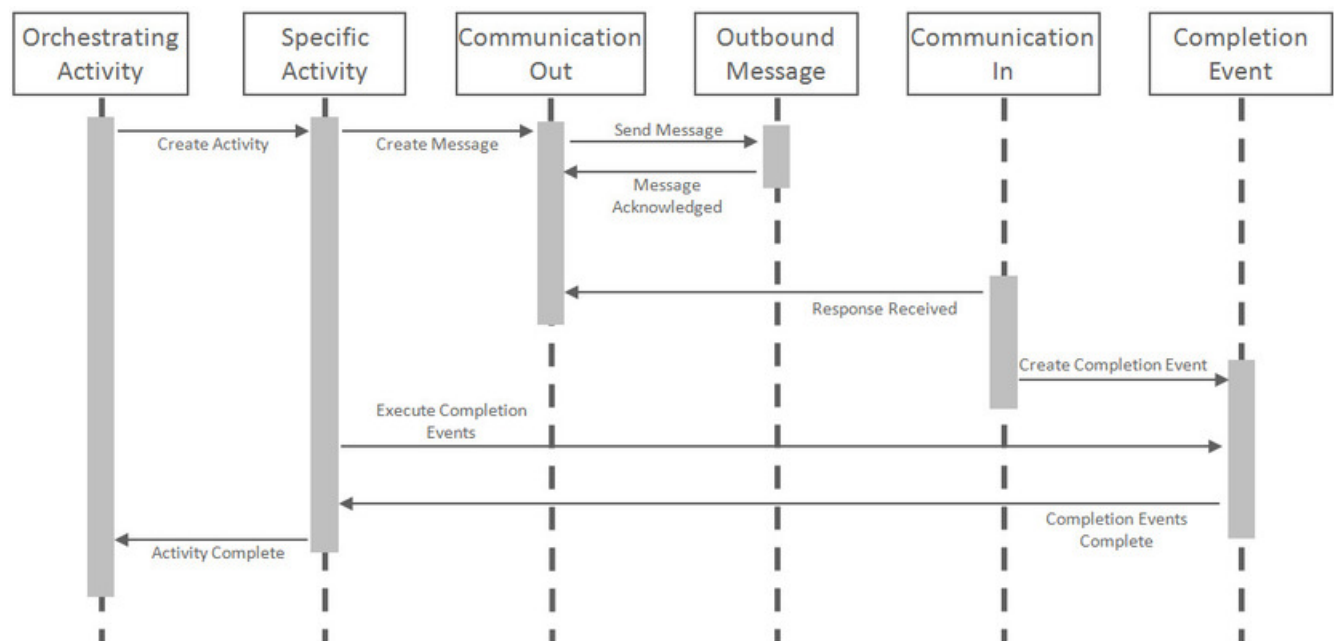 Orchestrating
Activity
Specific
Activity
Communication
Out
Outbound
Message
Communication
In
Completion
Event
Create Activity
Create Message
Send Message
Message
Acknowledged
Response Received
Create Completion Event
Execute Completion
Events
Completion Events
Complete
Activity Complete